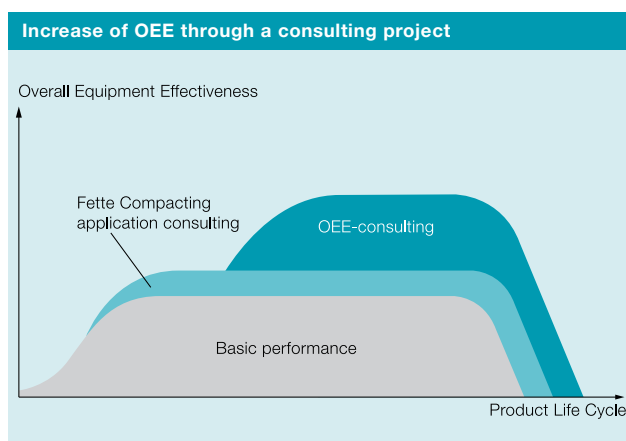 Increase of OEE through a consulting project
Overall Equipment Effectiveness
Fette Compacting
application consulting
OEE-consulting
Basic performance
Product Life Cycle